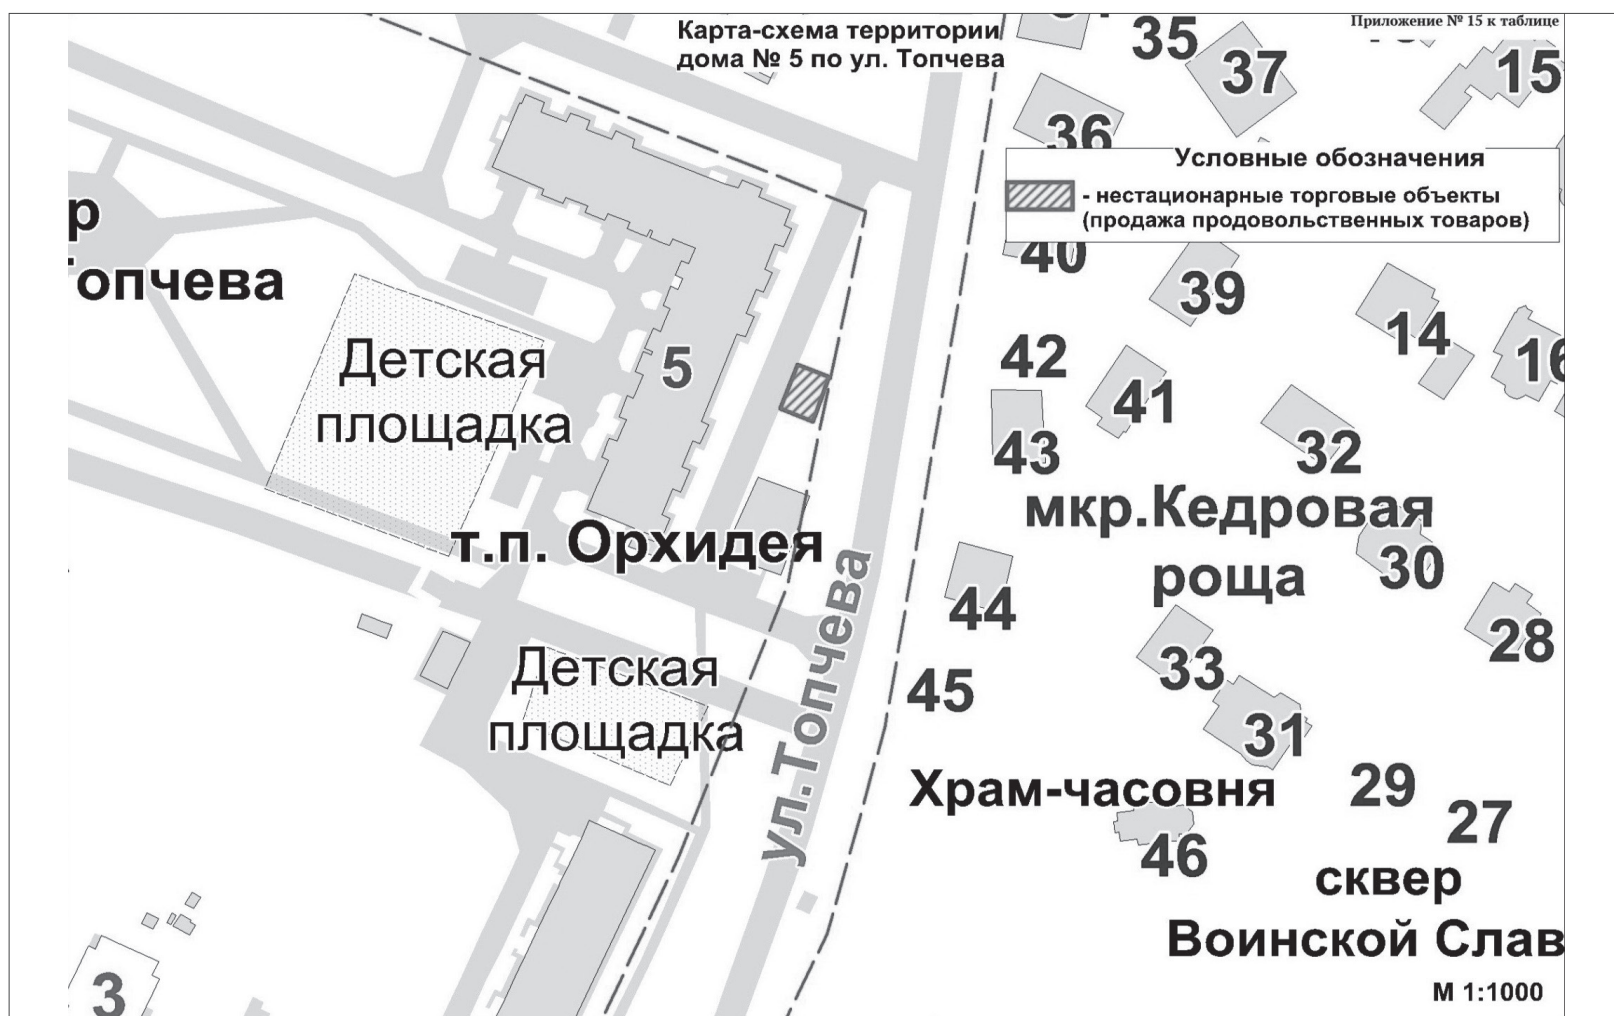 Приложение № 15 к таблице
Карта-схема территории
дома № 5 по ул. Топчева
35
37
15
36
Условные обозначения
- нестационарные торговые объекты
(продажа продовольственных товаров)
40
39
14
16
42
41
43
32
5
Детская
площадка
опчева
р
т.п. Орхидея
мкр.Кедровая
роща
30
44
28
33
45
31
Детская
площадка
ул.Топчева
Храм-часовня
46
29
27
сквер
Воинской Слав
3
М 1:1000